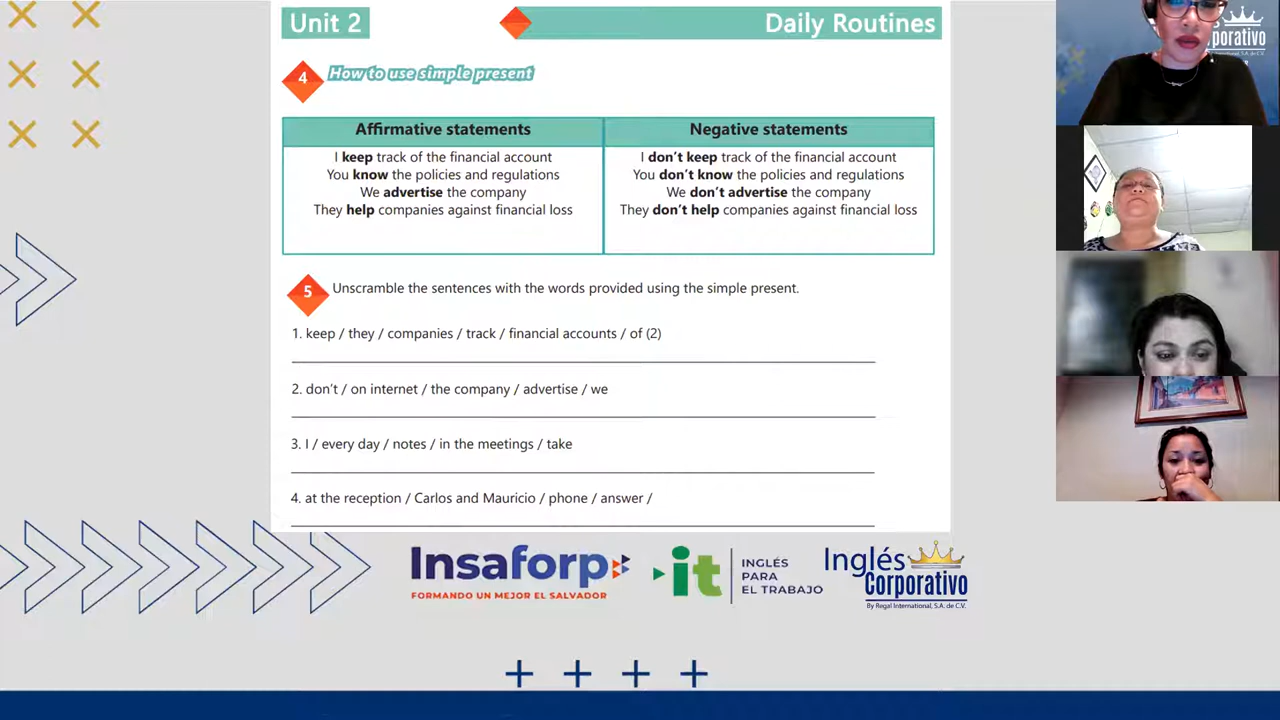 Unit 2
Daily Routines
4
How to use simple present
Affirmative statements
Negative statements
I keep track of the financial account
You know the policies and regulations
We advertise the company
They help companies against financial loss
I don't keep track of the financial account
You don't know the policies and regulations
We don't advertise the company
They don't help companies against financial loss
5
Unscramble the sentences with the words provided using the simple present.
1. keep / they / companies / track / financial accounts / of (2)
2. don't / on internet / the company / advertise / we
3. I / every day / notes / in the meetings / take
4. at the reception / Carlos and Mauricio / phone / answer /
Insaforp
FORMANDO UN MEJOR EL SALVADOR
it
INGLÉS
PARA
EL TRABAJO
Inglés
Corporativo
By Regal International, S.A. de C.V.